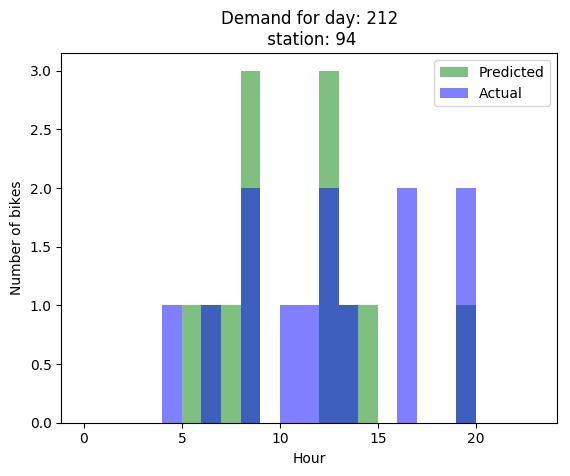 Demand for day: 212
station: 94
Predicted
Actual
Number of bikes
3.0
2.5
2.0
1.5
1.0
0.5
0.0
0
5
10
15
20
Hour